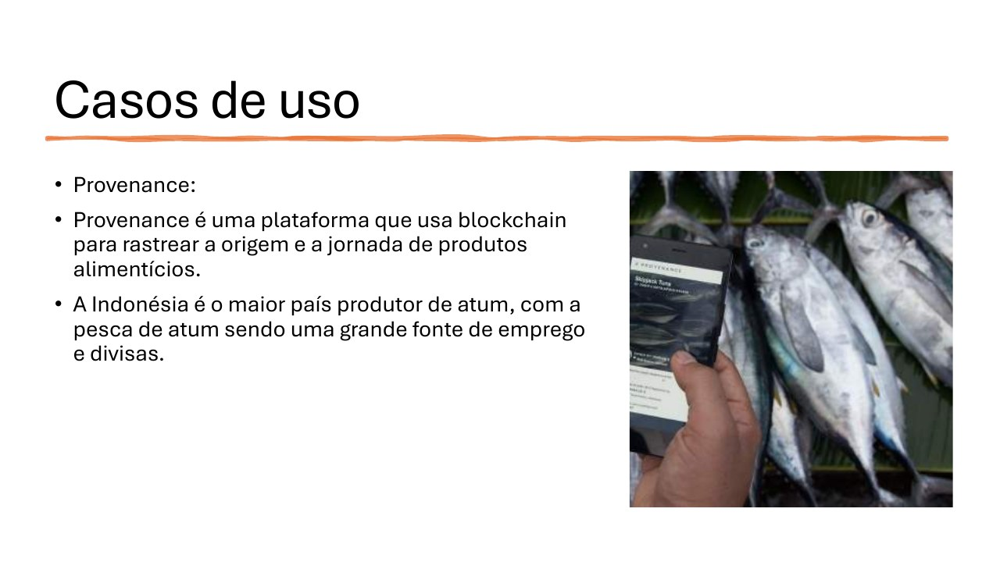 Casos de uso
• Provenance:
• Provenance é uma plataforma que usa blockchain
para rastrear a origem e a jornada de produtos
alimentícios.
• A Indonésia é o maior país produtor de atum, com a
pesca de atum sendo uma grande fonte de emprego
e divisas.
PROVENANCE
Skipjack Tuna